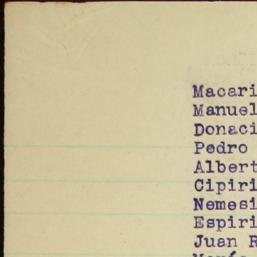 Macari
Manuel
Donaci
Pedro
Albert
Cipiri
Nemesi
Espiri
Juan R